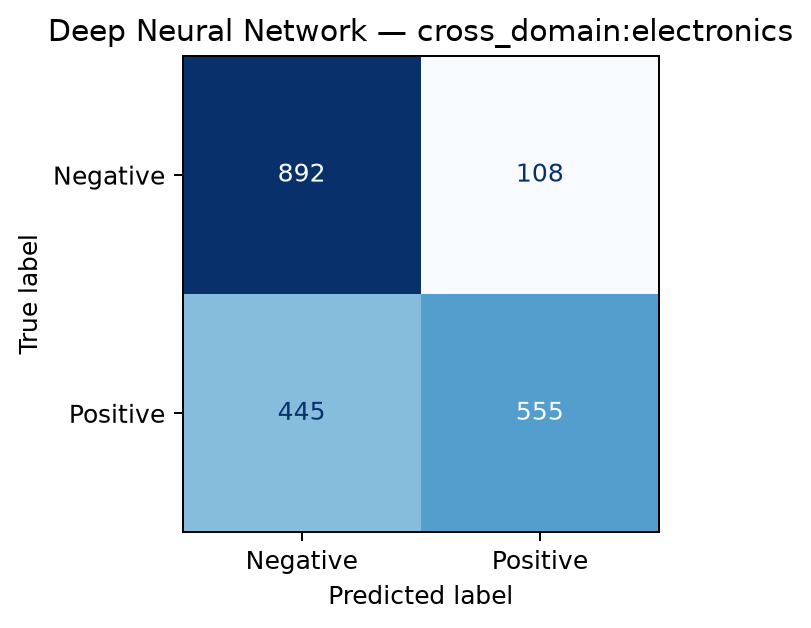 Deep Neural Network — cross_domain:electronics
True label
Negative
892
108
Positive
445
555
Negative
Positive
Predicted label